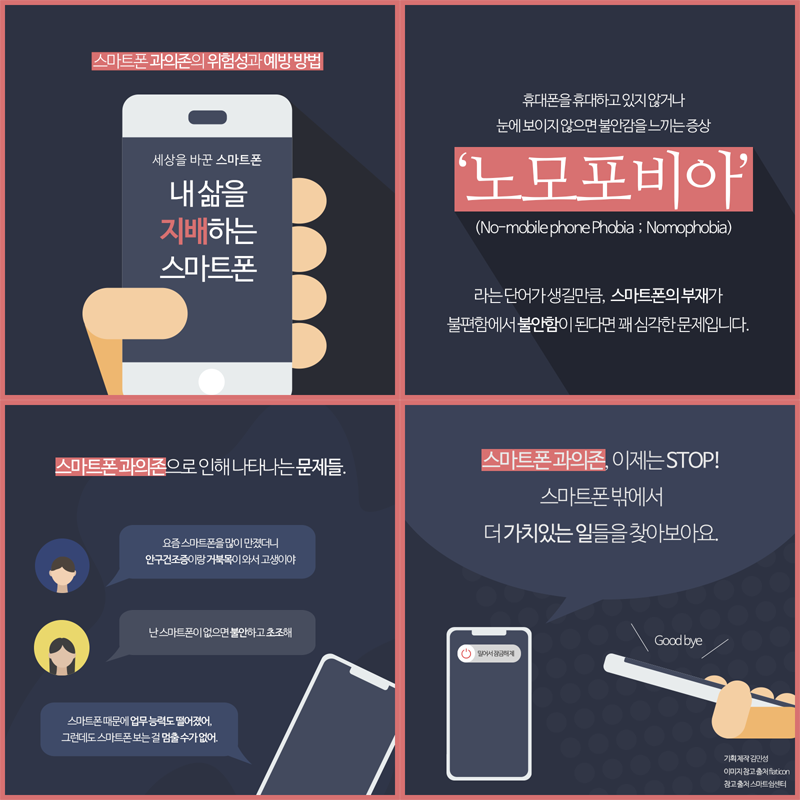 스마트폰 과의존의 위험성과 예방 방법
세상을 바꾼 스마트폰
내 삶을
지배하는
스마트폰
휴대폰을 휴대하고 있지 않거나
눈에 보이지 않으면 불안감을 느끼는 증상
‘노모포비아’
(No-mobile phone Phobia ; Nomophobia)
라는 단어가 생길만큼, 스마트폰의 부재가
불편함에서 불안함이 된다면 꽤 심각한 문제입니다.
스마트폰 과의존으로 인해 나타나는 문제들.
요즘 스마트폰을 많이 만졌더니
안구건조증이랑 거북목이 와서 고생이야
난 스마트폰이 없으면 불안하고 초조해
스마트폰 때문에 업무 능력도 떨어졌어,
그런데도 스마트폰 보는 걸 멈출 수가 없어.
스마트폰 과의존, 이제는 STOP!
스마트폰 밖에서
더 가치있는 일들을 찾아보아요.
밀어서 잠금해제
Good bye
기획 제작 김민성
이미지 참고 출처 flaticon
참고 출처 스마트쉼센터